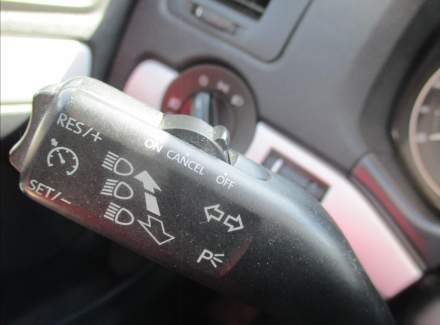 RES/+
SET/-
ON CANCEL OFF
P